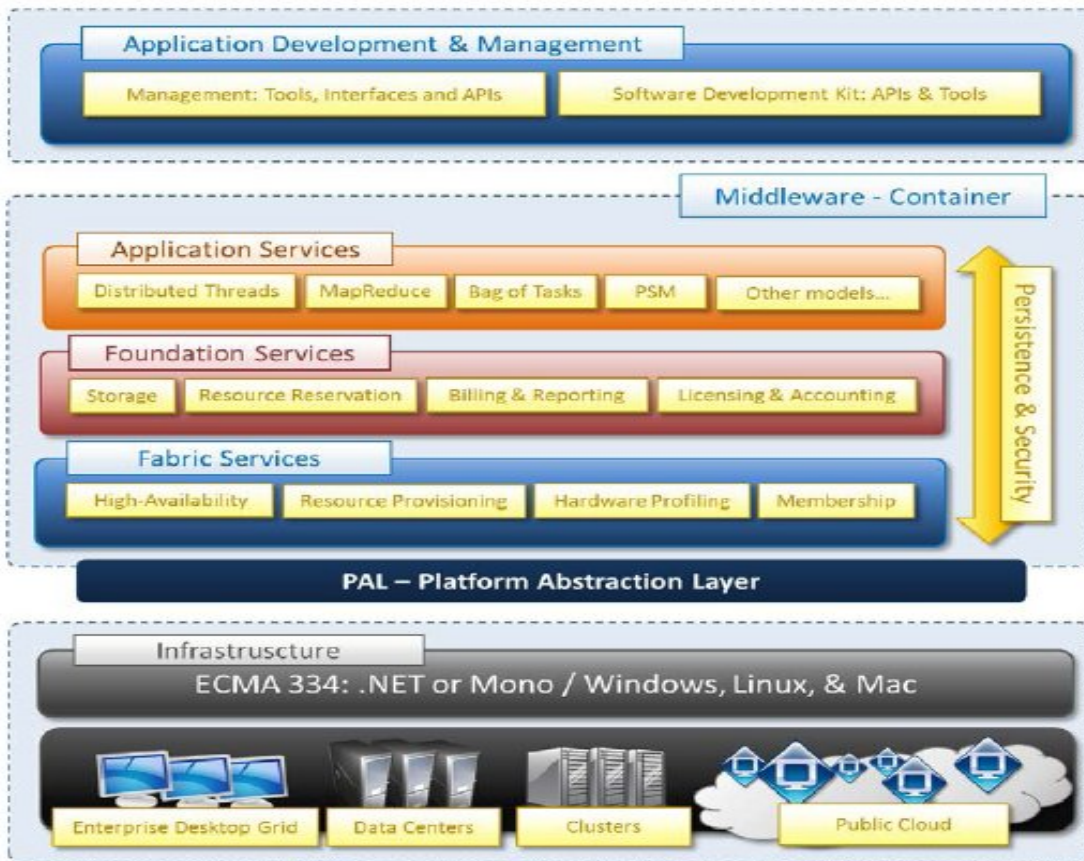 Application Development & Management
Management: Tools, Interfaces and APIs
Software Development Kit: APIs & Tools
Middleware - Container
Application Services
Distributed Threads
MapReduce
Bag of Tasks
PSM
Other models...
Foundation Services
Storage
Resource Reservation
Billing & Reporting
Licensing & Accounting
Fabric Services
High-Availability
Resource Provisioning
Hardware Profiling
Membership
Persistence & Security
PAL – Platform Abstraction Layer
Infrastruscture
ECMA 334: .NET or Mono / Windows, Linux, & Mac
Enterprise Desktop Grid
Data Centers
Clusters
Public Cloud